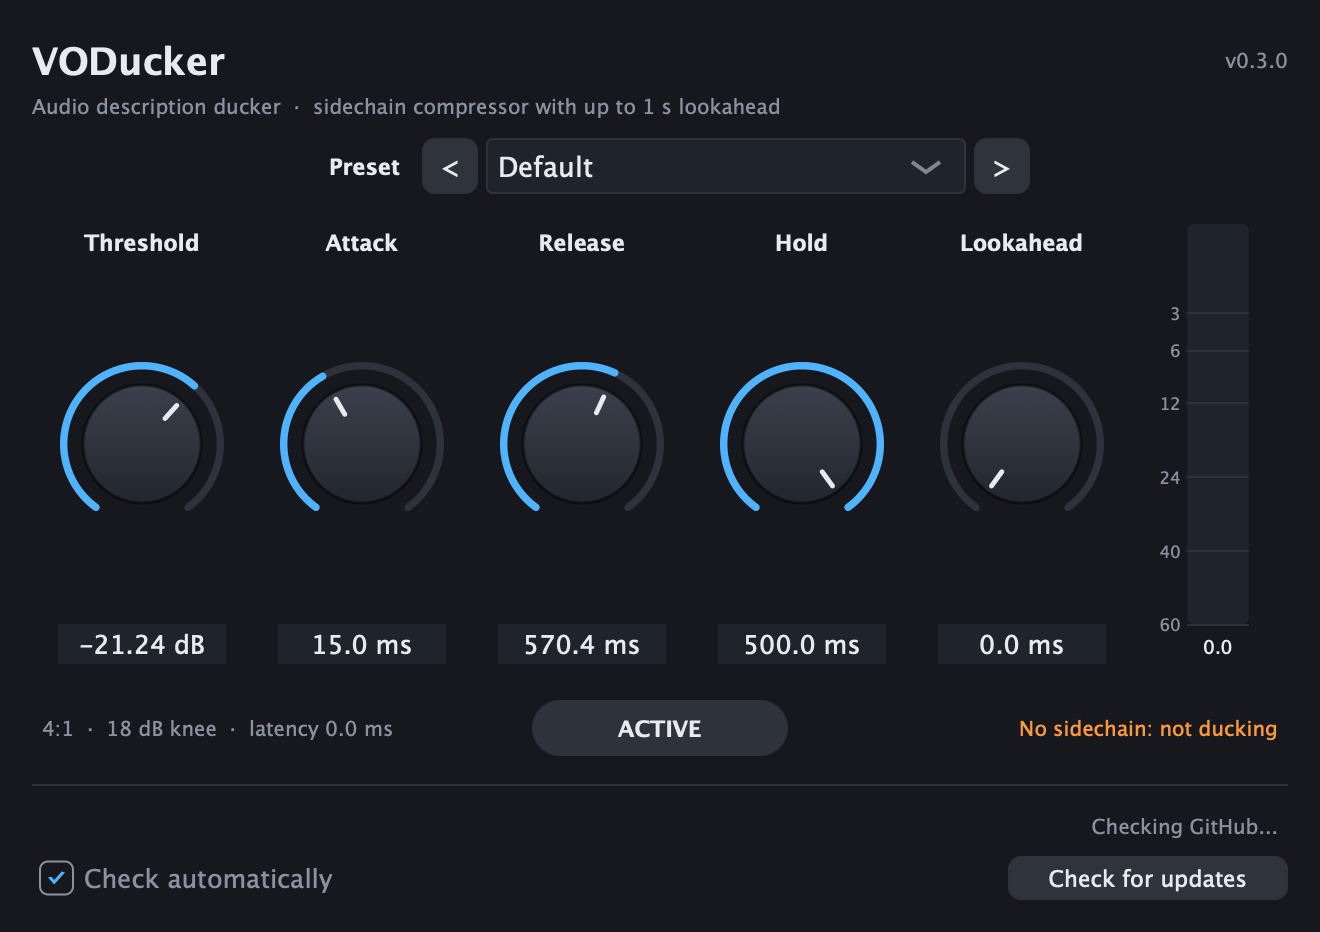 VODucker
v0.3.0
Audio description ducker · sidechain compressor with up to 1 s lookahead
Preset < Default >
Threshold Attack Release Hold Lookahead
3
6
12
24
40
60
−21.24 dB 15.0 ms 570.4 ms 500.0 ms 0.0 ms 0.0
4:1 · 18 dB knee · latency 0.0 ms
ACTIVE
No sidechain: not ducking
Checking GitHub...
Check automatically
Check for updates